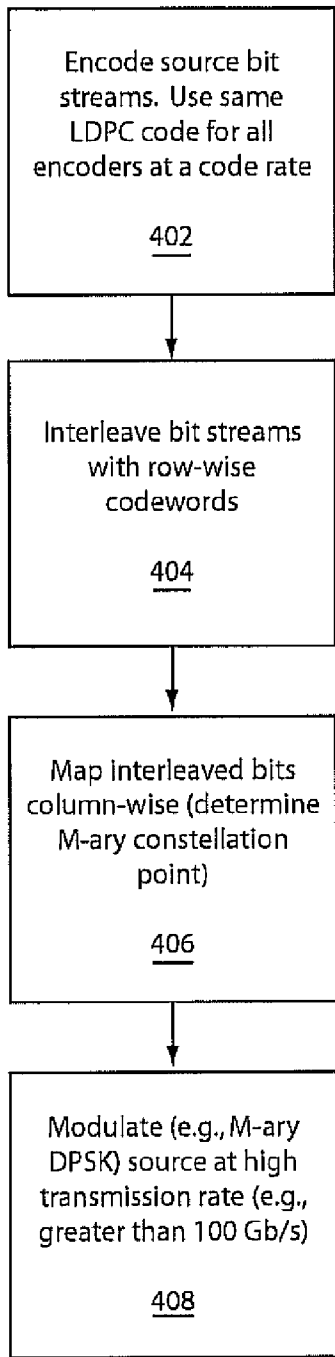 Encode source bit
streams. Use same
LDPC code for all
encoders at a code rate
402
Interleave bit streams
with row-wise
codewords
404
Map interleaved bits
column-wise (determine
M-ary constellation
point)
406
Modulate (e.g., M-ary
DPSK) source at high
transmission rate (e.g.,
greater than 100 Gb/s)
408